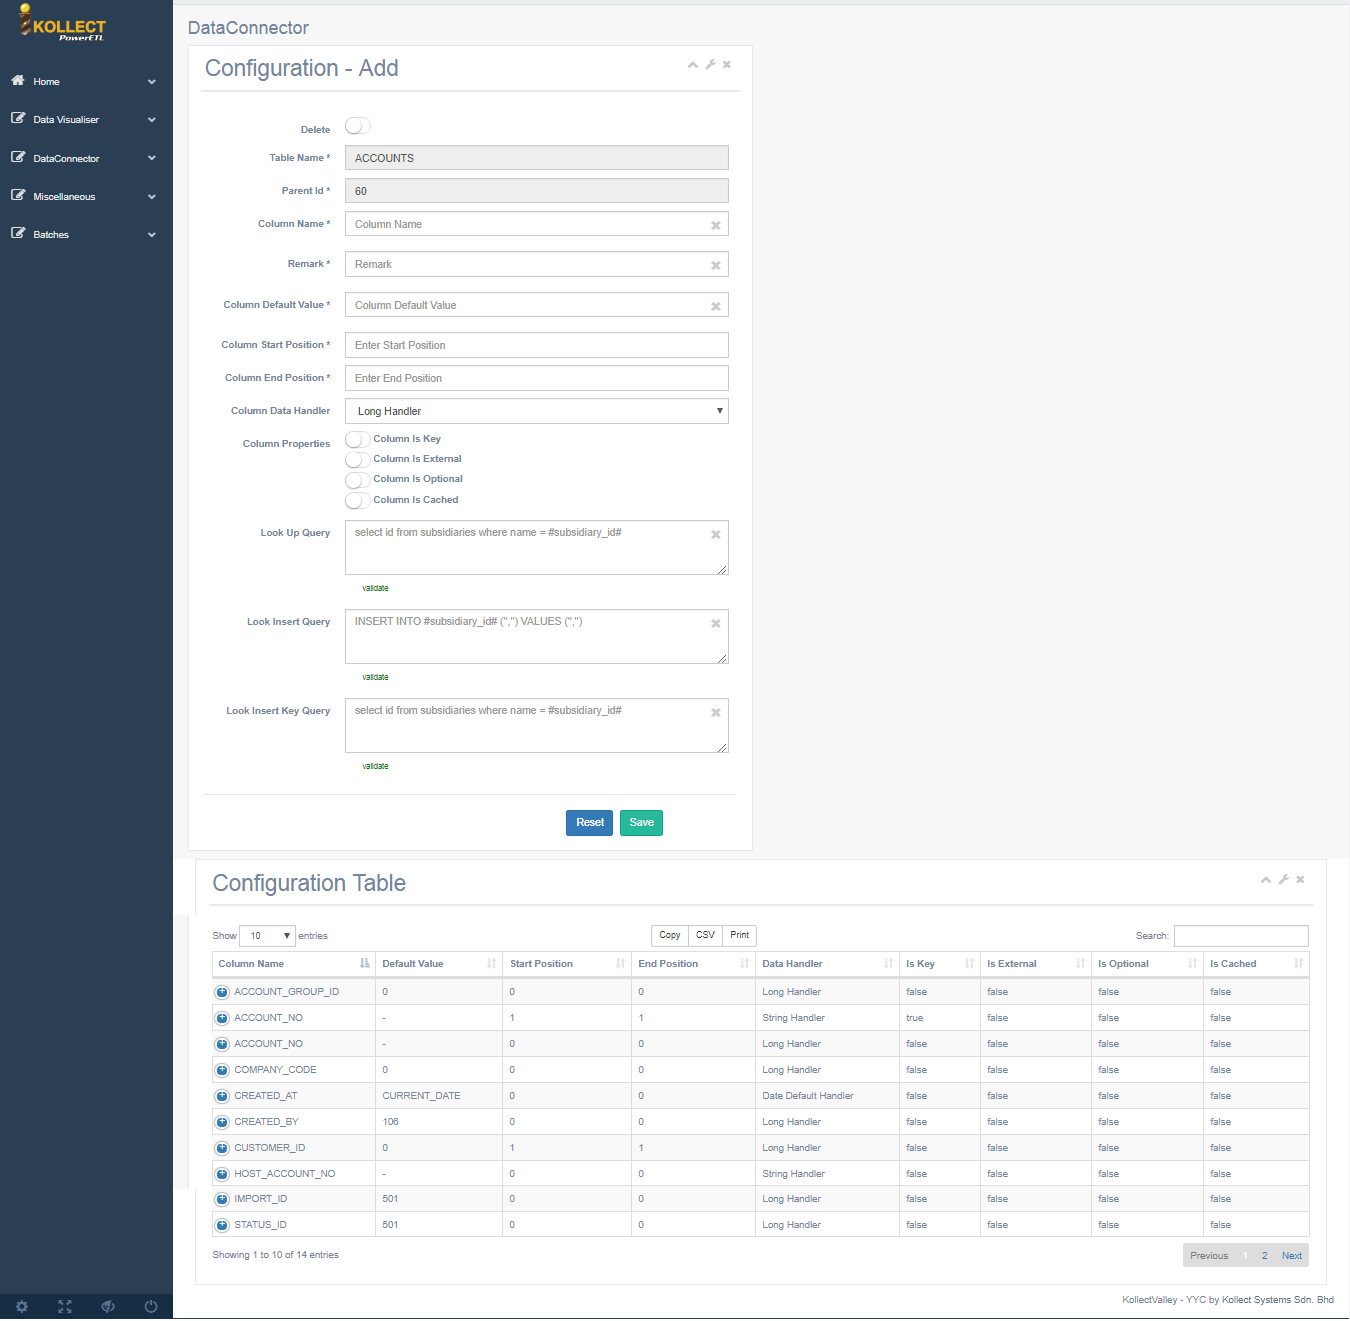 KOLLECT
PowerETL
Home
Data Visualiser
DataConnector
Miscellaneous
Batches
DataConnector
Configuration - Add
Delete
Table Name * ACCOUNTS
Parent Id * 60
Column Name * Column Name
Remark * Remark
Column Default Value * Column Default Value
Column Start Position * Enter Start Position
Column End Position * Enter End Position
Column Data Handler Long Handler
Column Properties Column Is Key
Column Is External
Column Is Optional
Column Is Cached
Look Up Query select id from subsidiaries where name = #subsidiary_id#
validate
Look Insert Query INSERT INTO #subsidiary_id# (",") VALUES (",")
validate
Look Insert Key Query select id from subsidiaries where name = #subsidiary_id#
validate
Reset Save
Configuration Table
Show 10 entries Copy CSV Print Search:
Column Name Default Value Start Position End Position Data Handler Is Key Is External Is Optional Is Cached
ACCOUNT_GROUP_ID 0 0 0 Long Handler false false false false
ACCOUNT_NO - 1 1 String Handler true false false false
ACCOUNT_NO - 0 0 Long Handler false false false false
COMPANY_CODE 0 0 0 Long Handler false false false false
CREATED_AT CURRENT_DATE 0 0 Date Default Handler false false false false
CREATED_BY 106 0 0 Long Handler false false false false
CUSTOMER_ID 0 1 1 Long Handler false false false false
HOST_ACCOUNT_NO - 0 0 String Handler false false false false
IMPORT_ID 501 0 0 Long Handler false false false false
STATUS_ID 501 0 0 Long Handler false false false false
Showing 1 to 10 of 14 entries Previous 1 2 Next
KollectValley - YYC by Kollect Systems Sdn. Bhd